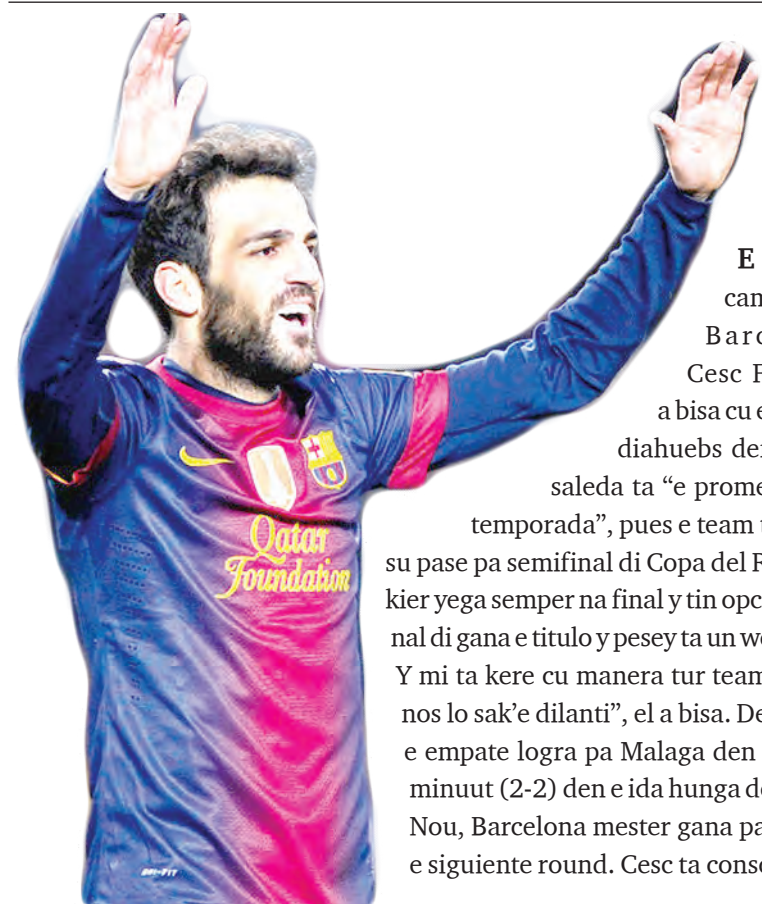 E
can
Barc
Cesc F
a bisa cu e
diahuebs de
saleda ta “e prome
temporada”, pues e team t
su pase pa semifinal di Copa del R
kier yega semper na final y tin opc
nal di gana e titulo y pesey ta un w
Y mi ta kere cu manera tur team
nos lo sak’e dilanti”, el a bisa. De
e empate logra pa Malaga den
minuut (2-2) den e ida hunga d
Nou, Barcelona mester gana pa
e siguiente round. Cesc ta conso
Qatar
Foundation
DRI-FIT